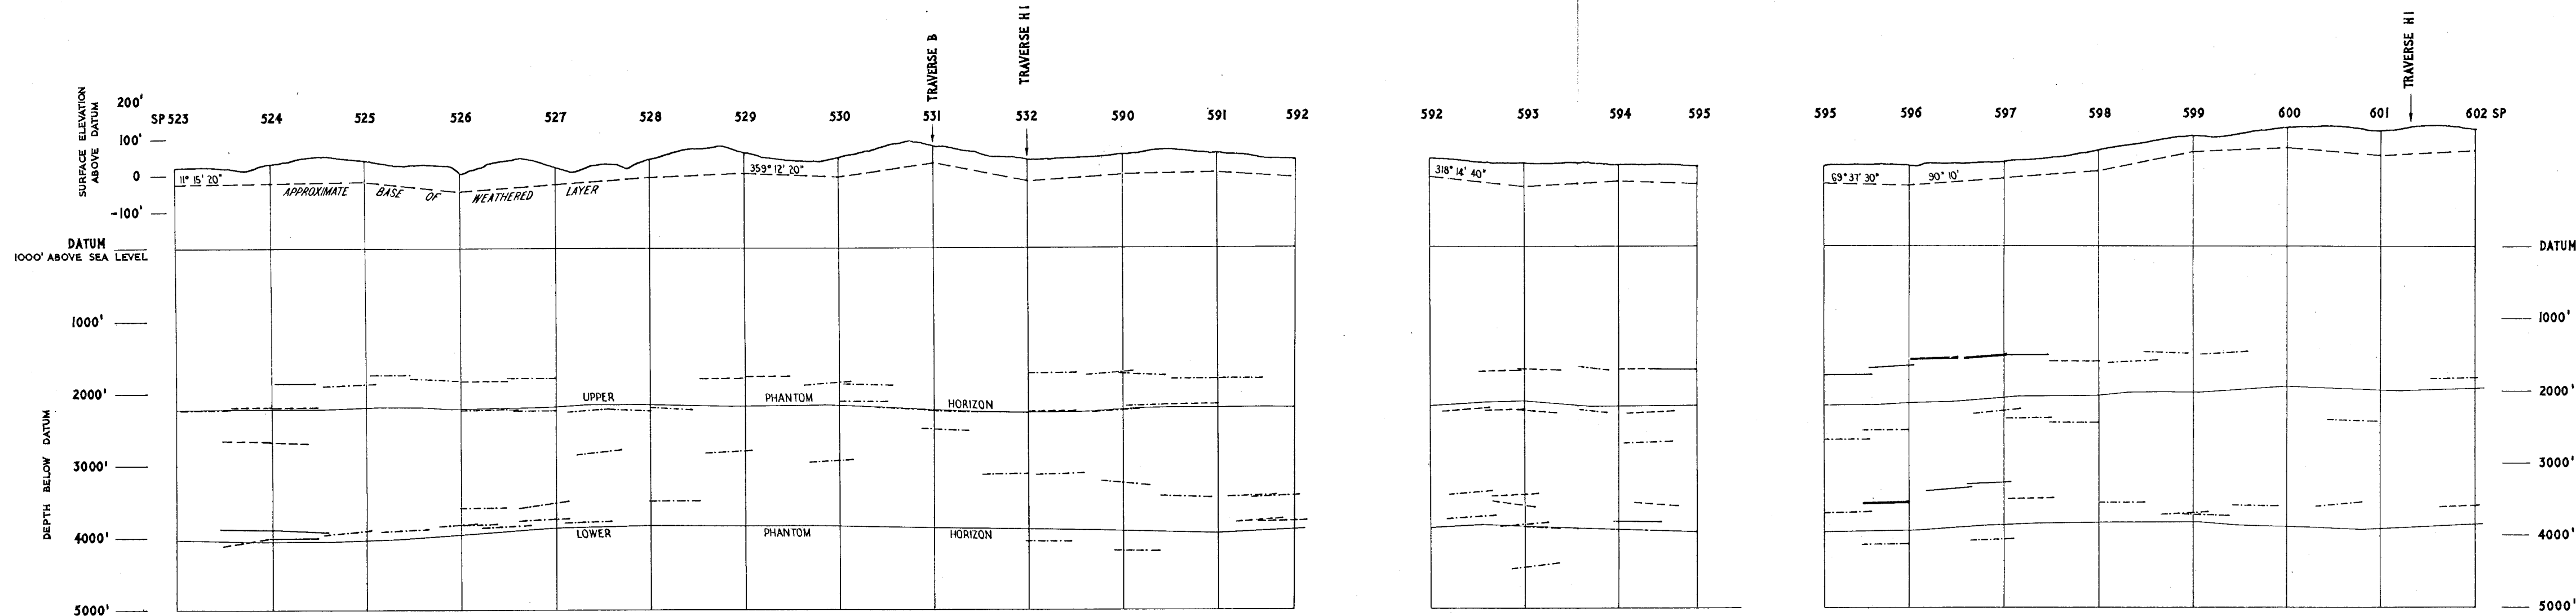 TRAVERSE B
TRAVERSE H1
TRAVERSE H1
SURFACE ELEVATION
ABOVE DATUM
200'
100'
0
-100'
SP 523 524 525 526 527 528 529 530 531 532 590 591 592
592 593 594 595
595 596 597 598 599 600 601 602 SP
11° 15' 20"
359° 12' 20"
318° 14' 40"
69° 37' 30"
90° 10'
APPROXIMATE BASE OF WEATHERED LAYER
DATUM
1000' ABOVE SEA LEVEL
DATUM
DEPTH BELOW DATUM
1000'
2000'
3000'
4000'
5000'
UPPER PHANTOM HORIZON
LOWER PHANTOM HORIZON
1000'
2000'
3000'
4000'
5000'